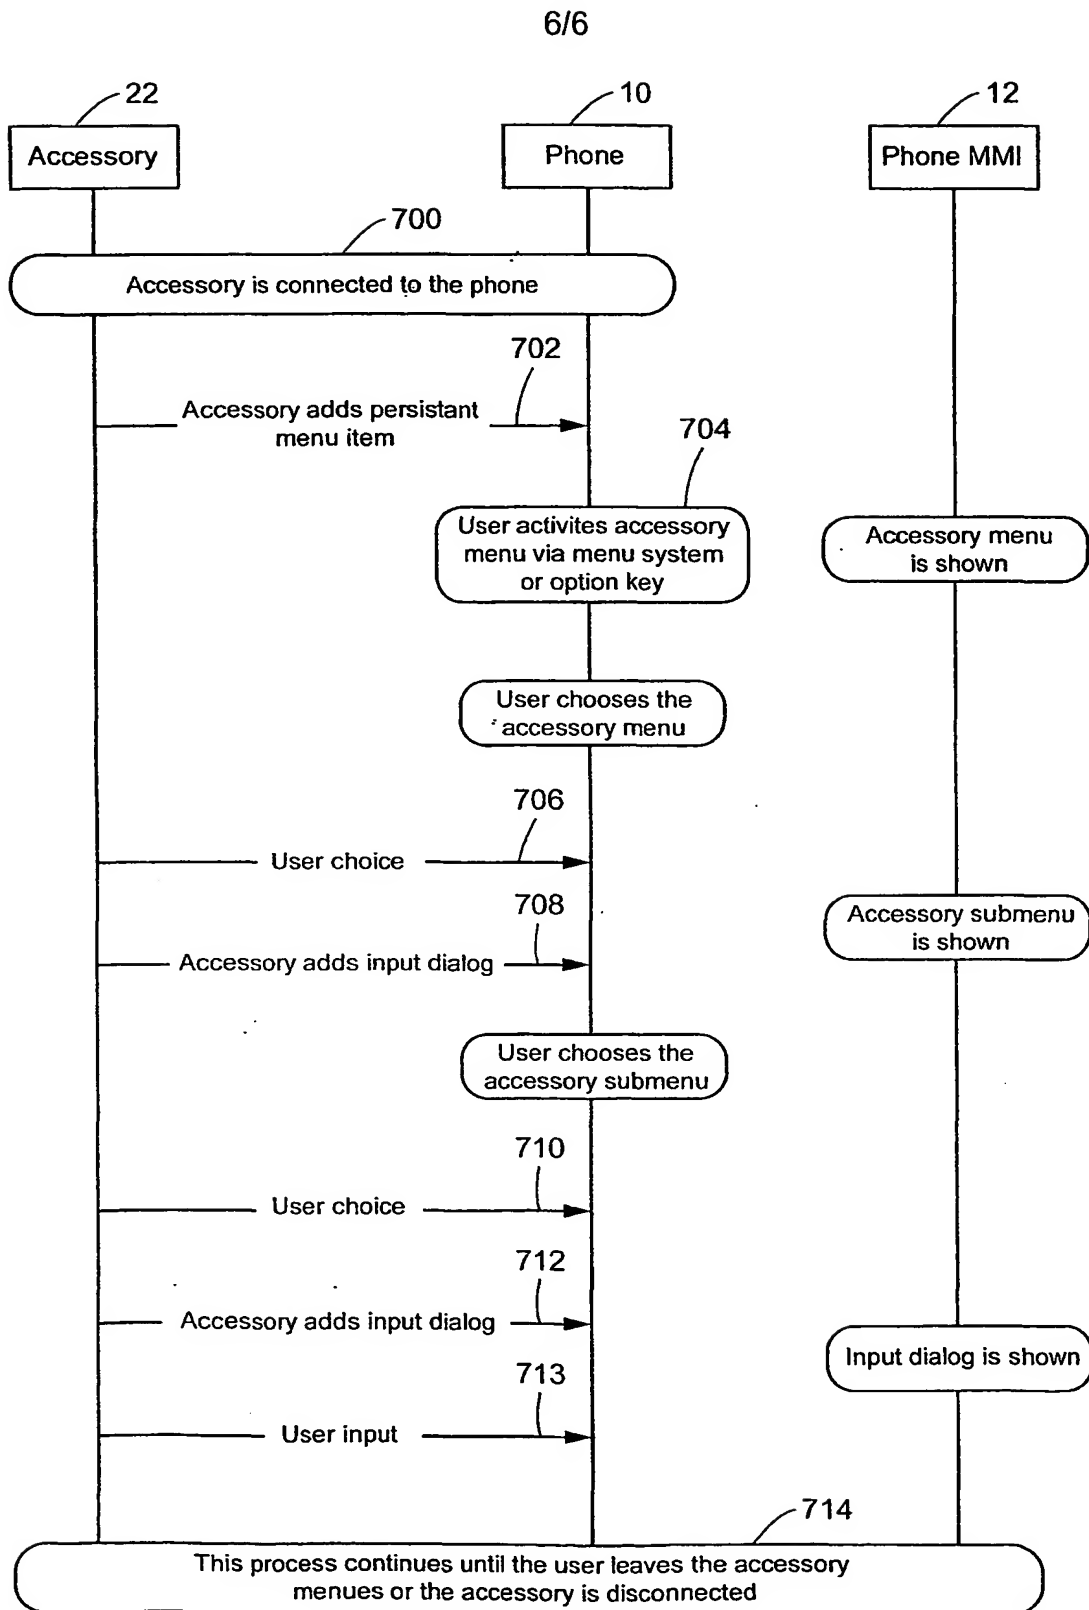 6/6
22
10
12
Accessory
Phone
Phone MMI
700
Accessory is connected to the phone
702
Accessory adds persistant
menu item
704
User activites accessory
menu via menu system
or option key
Accessory menu
is shown
User chooses the
accessory menu
706
User choice
708
Accessory submenu
is shown
Accessory adds input dialog
User chooses the
accessory submenu
710
User choice
712
Accessory adds input dialog
Input dialog is shown
713
User input
714
This process continues until the user leaves the accessory
menues or the accessory is disconnected